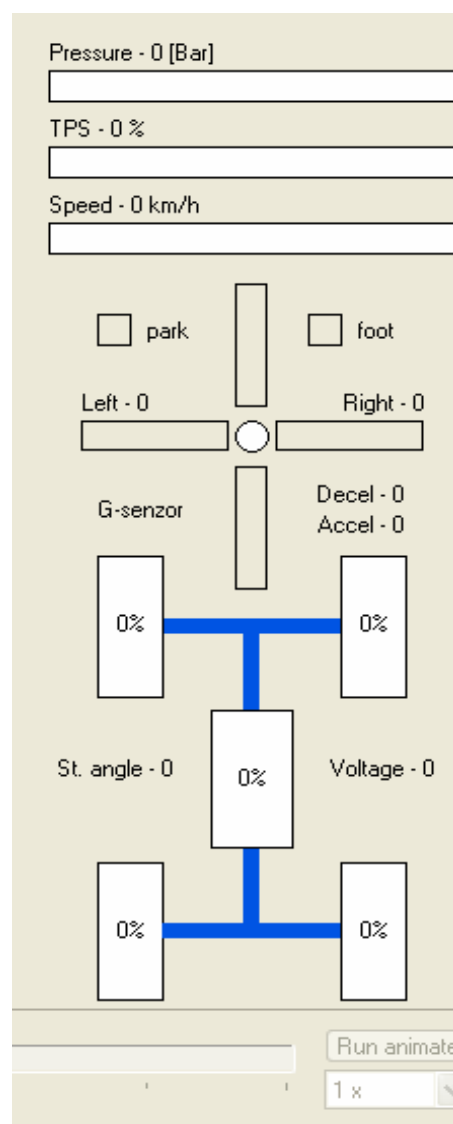 Pressure - 0 [Bar]
TPS - 0 %
Speed - 0 km/h
park foot
Left - 0 Right - 0
G-senzor Decel - 0
Accel - 0
0% 0%
St. angle - 0 0% Voltage - 0
0% 0%
Run animate
1 x